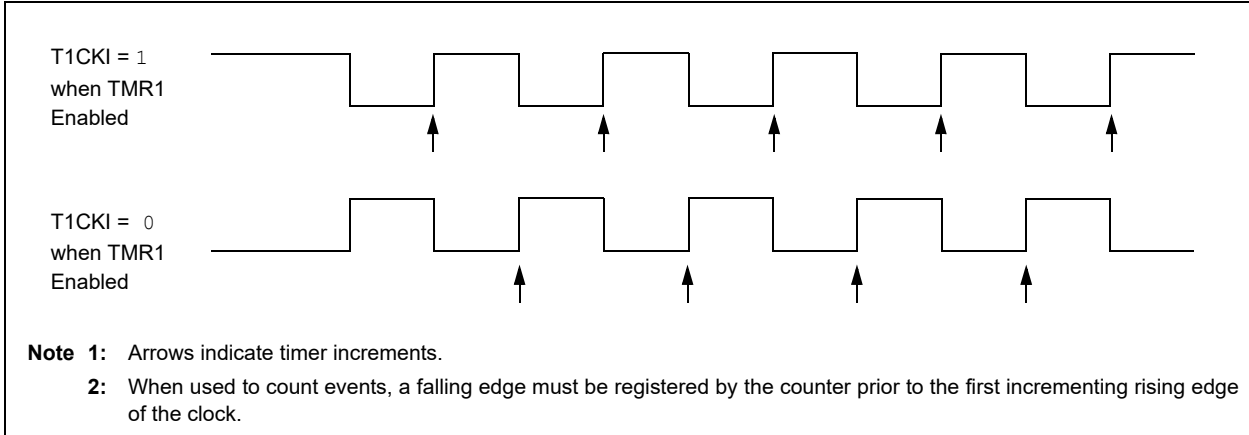 T1CKI = 1
when TMR1
Enabled
T1CKI = 0
when TMR1
Enabled
Note 1: Arrows indicate timer increments.
2: When used to count events, a falling edge must be registered by the counter prior to the first incrementing rising edge
of the clock.